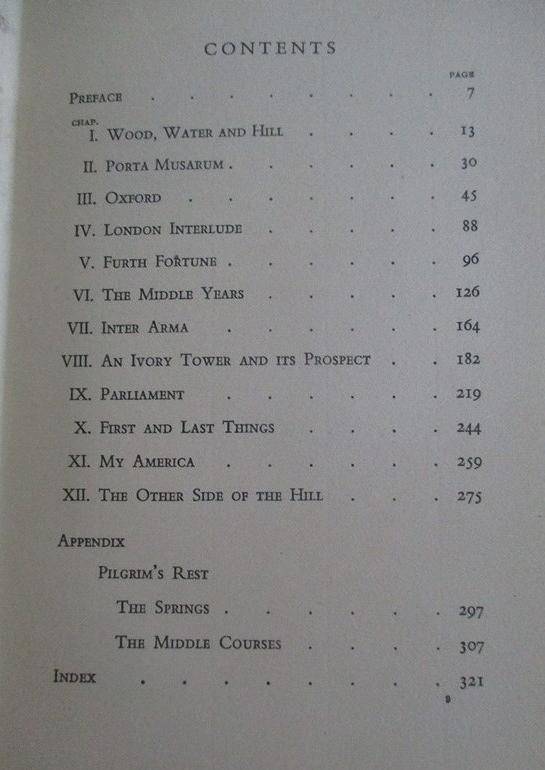 CONTENTS
PAGE
PREFACE . . . . . . . . 7
CHAP.
I. WOOD, WATER AND HILL . . . . 13
II. PORTA MUSARUM . . . . . 30
III. OXFORD . . . . . . 45
IV. LONDON INTERLUDE . . . . . 88
V. FURTH FORTUNE . . . . . 96
VI. THE MIDDLE YEARS . . . . . 126
VII. INTER ARMA . . . . . . 164
VIII. AN IVORY TOWER AND ITS PROSPECT . . 182
IX. PARLIAMENT . . . . . . 219
X. FIRST AND LAST THINGS . . . . 244
XI. MY AMERICA . . . . . . 259
XII. THE OTHER SIDE OF THE HILL . . . 275
APPENDIX
PILGRIM'S REST
THE SPRINGS . . . . . . 297
THE MIDDLE COURSES . . . . 307
INDEX . . . . . . . . 321
9